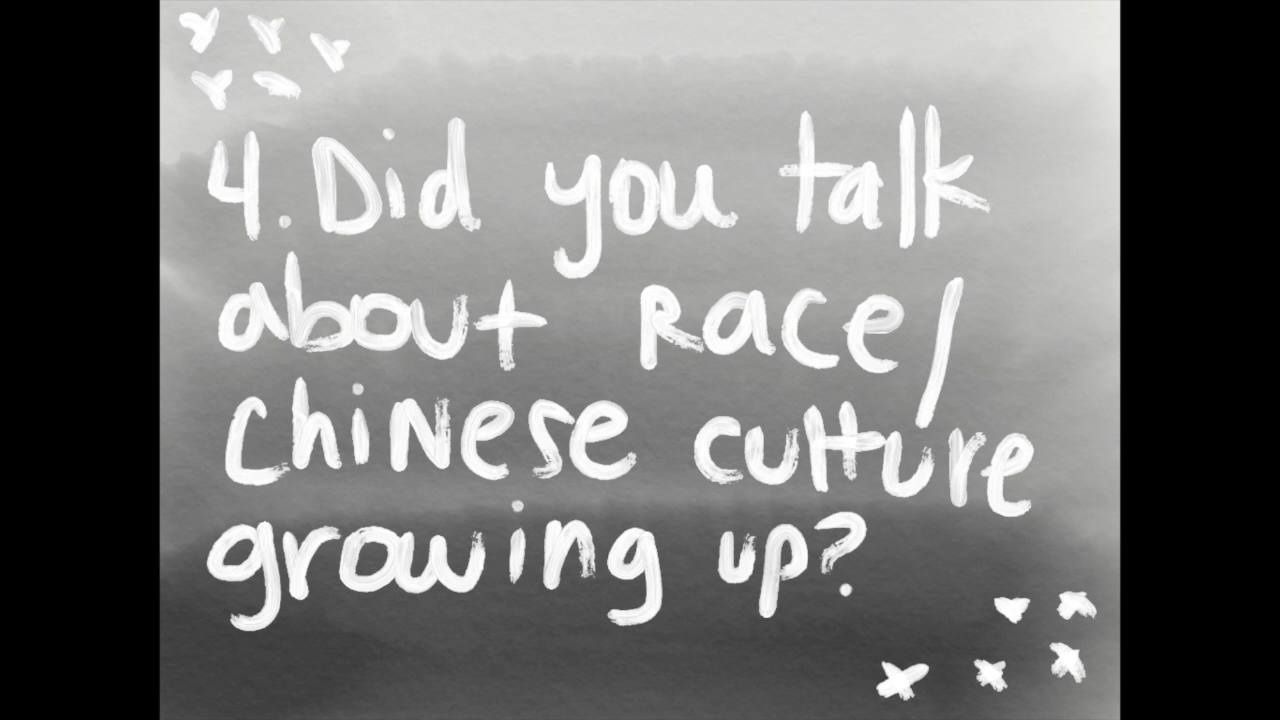 4. Did you talk
about Race/
Chinese culture
growing up?